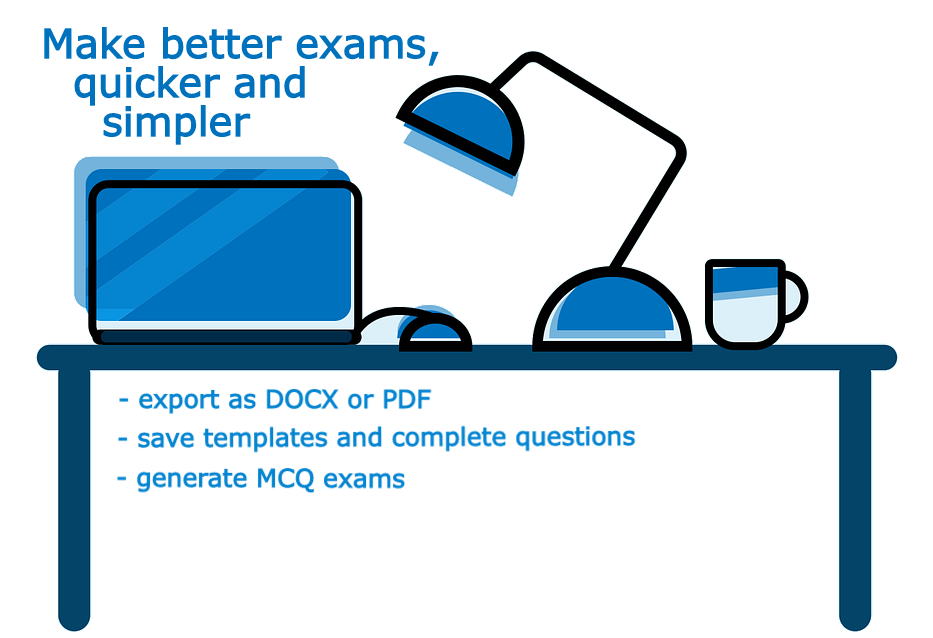 Make better exams,
quicker and
simpler
- export as DOCX or PDF
- save templates and complete questions
- generate MCQ exams